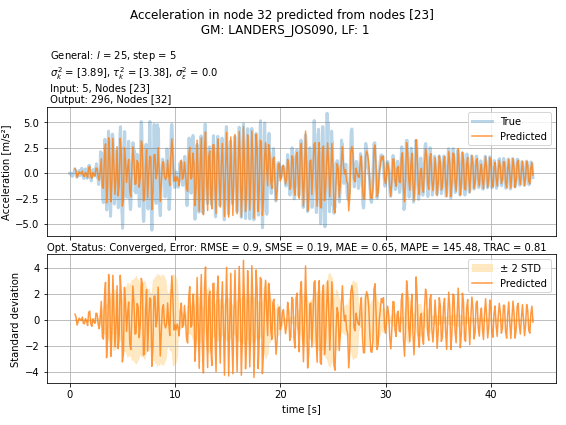 Acceleration in node 32 predicted from nodes [23]
GM: LANDERS_JOS090, LF: 1
General: l = 25, step = 5
σ²ₖ = [3.89], τ²ₖ = [3.38], σ²ₑ = 0.0
Input: 5, Nodes [23]
Output: 296, Nodes [32]
Acceleration [m/s²]
5.0
2.5
0.0
−2.5
−5.0
True
Predicted
Opt. Status: Converged, Error: RMSE = 0.9, SMSE = 0.19, MAE = 0.65, MAPE = 145.48, TRAC = 0.81
Standard deviation
4
2
0
−2
−4
± 2 STD
Predicted
0
10
20
30
40
time [s]